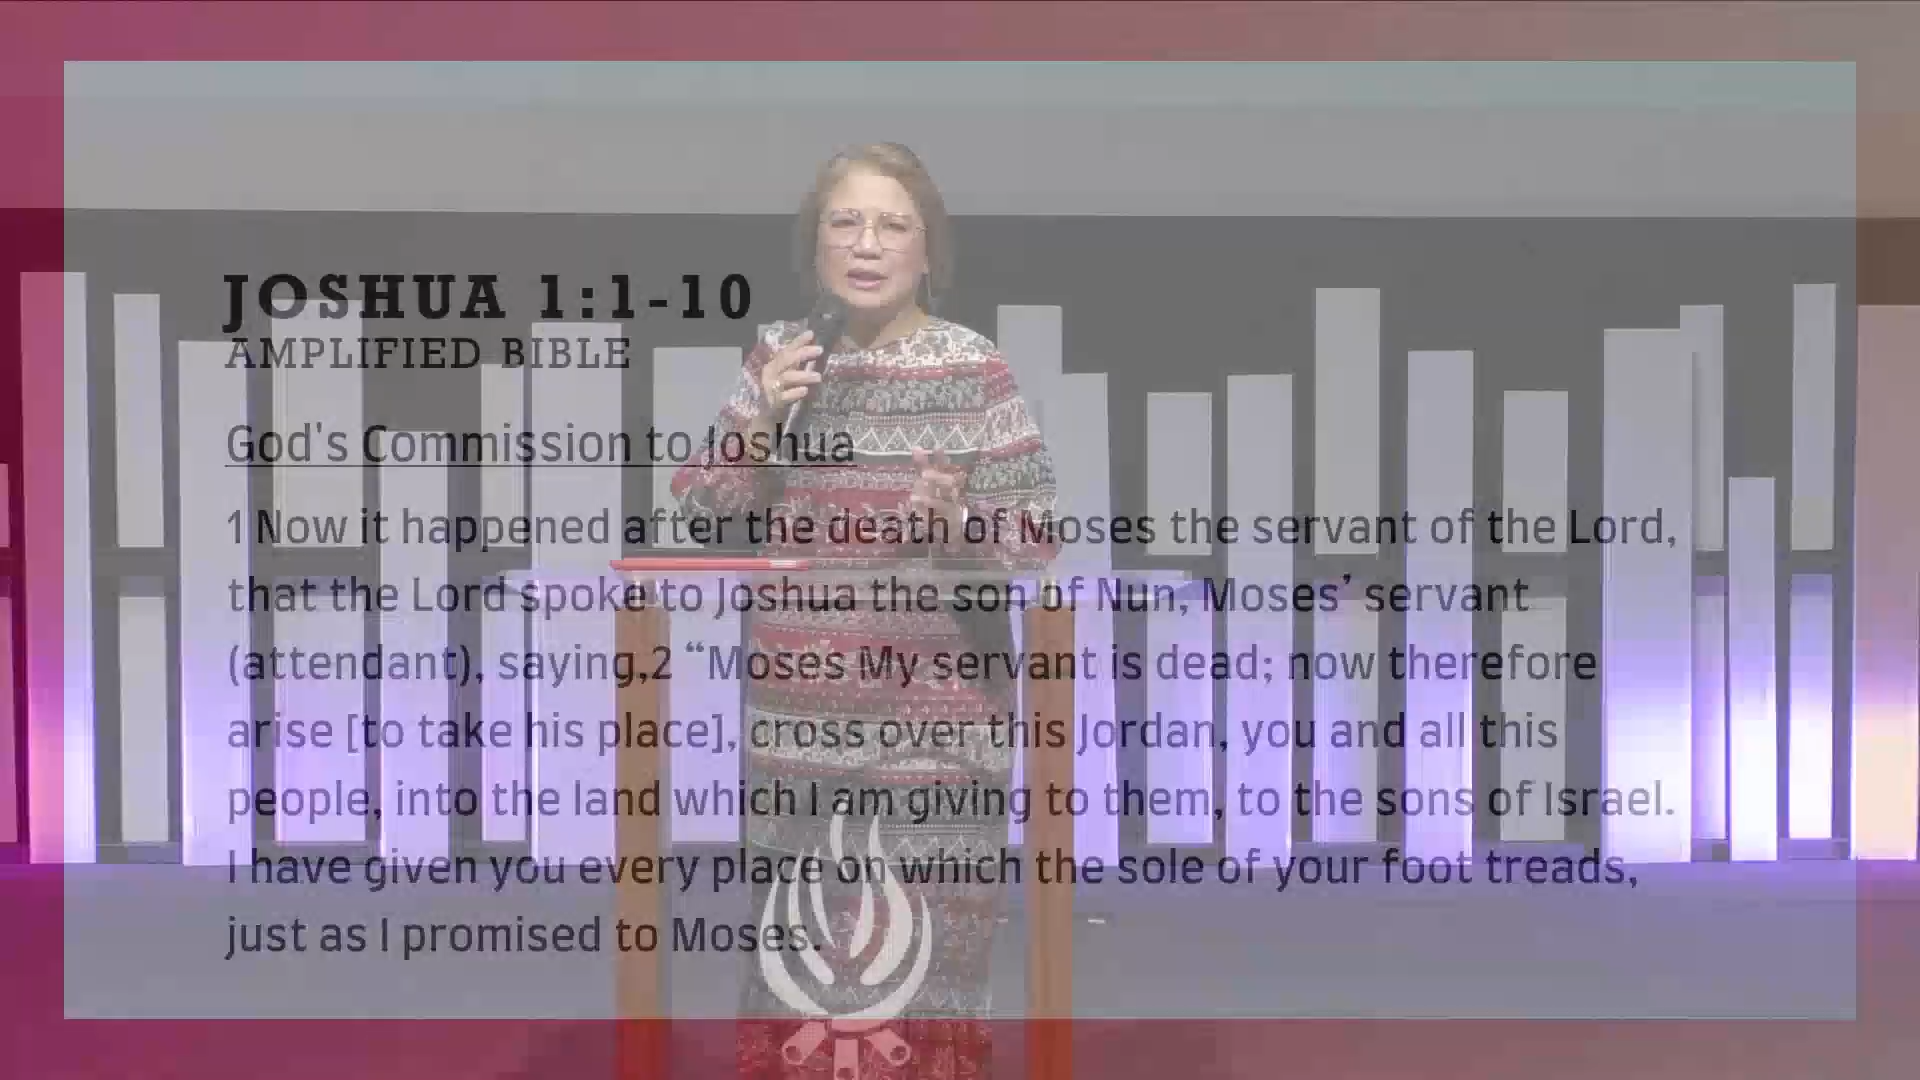 JOSHUA 1:1-10
AMPLIFIED BIBLE
God's Commission to Joshua
1 Now it happened after the death of Moses the servant of the Lord,
that the Lord spoke to Joshua the son of Nun, Moses’ servant
(attendant), saying,2 “Moses My servant is dead; now therefore
arise [to take his place], cross over this Jordan, you and all this
people, into the land which I am giving to them, to the sons of Israel.
I have given you every place on which the sole of your foot treads,
just as I promised to Moses.